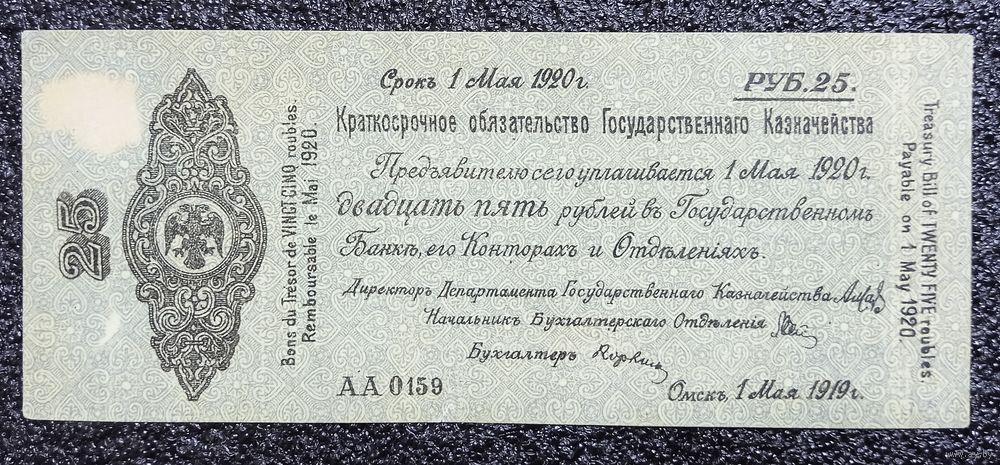 Срокъ 1 Мая 1920 г.
РУБ. 25.
Краткосрочное обязательство Государственнаго Казначейства
Предъявителю сего уплачивается 1 Мая 1920 г.
двадцать пять рублей въ Государственномъ
Банкѣ, его Конторахъ и Отдѣленіяхъ.
Директоръ Департамента Государственнаго Казначейства
Начальникъ Бухгалтерскаго Отдѣленія
Бухгалтеръ
АА 0159
Омскъ, 1 Мая 1919 г.
25
Bons du Tresor de VINGT CINQ roubles.
Remboursable le 1 Mai 1920.
Treasury Bill of TWENTY FIVE roubles.
Payable on 1 May 1920.